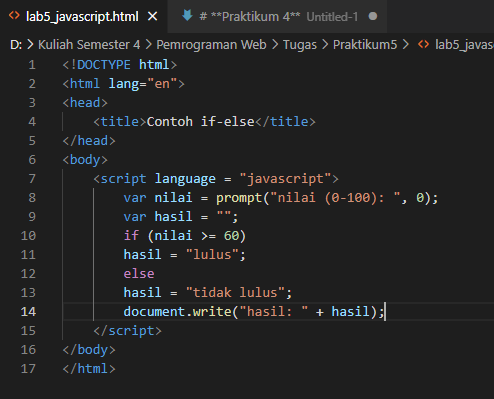 lab5_javascript.html × # **Praktikum 4** Untitled-1
D: > Kuliah Semester 4 > Pemrograman Web > Tugas > Praktikum5 > lab5_javas
1 <!DOCTYPE html>
2 <html lang="en">
3 <head>
4 <title>Contoh if-else</title>
5 </head>
6 <body>
7 <script language = "javascript">
8 var nilai = prompt("nilai (0-100): ", 0);
9 var hasil = "";
10 if (nilai >= 60)
11 hasil = "lulus";
12 else
13 hasil = "tidak lulus";
14 document.write("hasil: " + hasil);
15 </script>
16 </body>
17 </html>